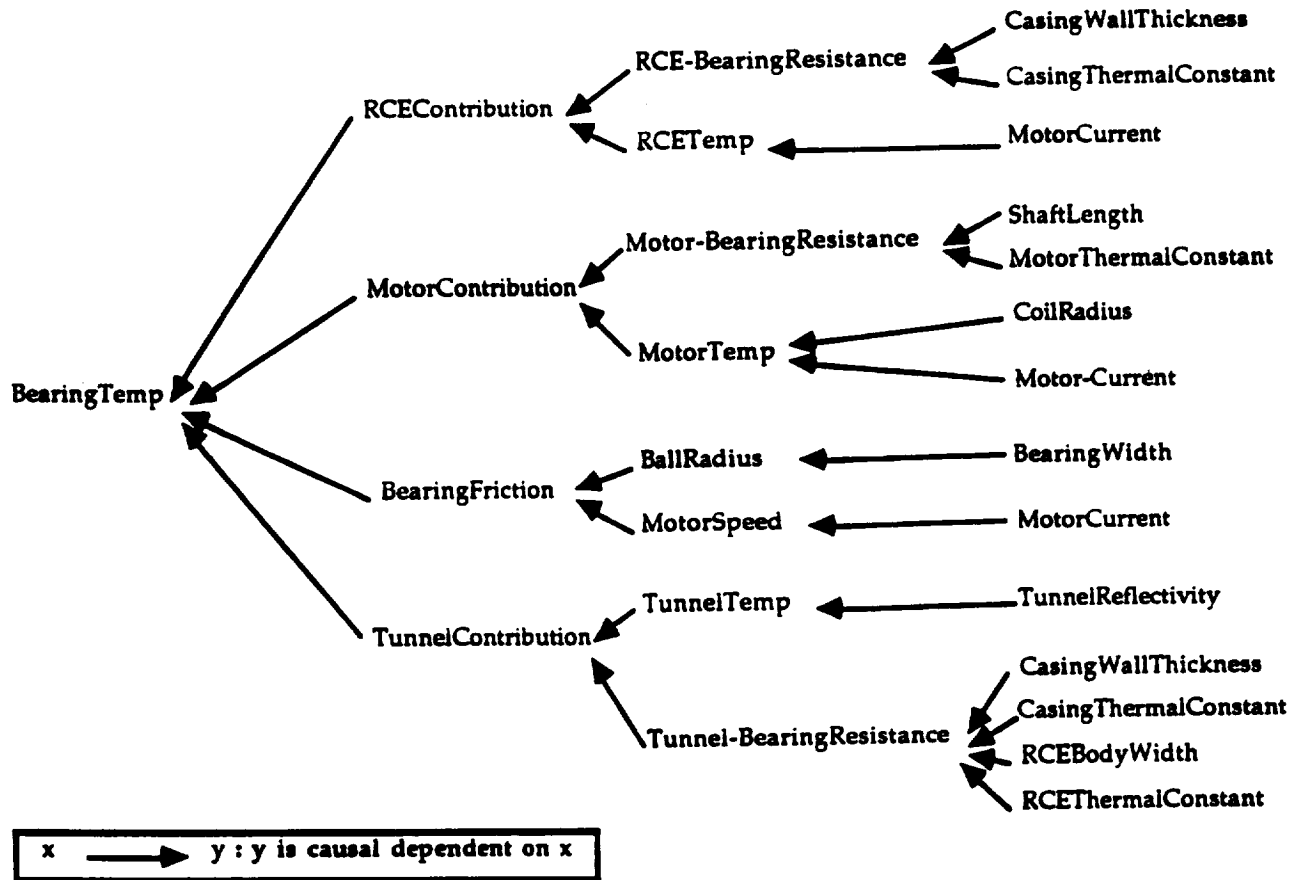 CasingWallThickness
RCE-BearingResistance
CasingThermalConstant
RCEContribution
RCETemp
MotorCurrent
ShaftLength
Motor-BearingResistance
MotorThermalConstant
MotorContribution
CoilRadius
MotorTemp
Motor-Current
BearingTemp
BallRadius
BearingWidth
BearingFriction
MotorSpeed
MotorCurrent
TunnelTemp
TunnelReflectivity
TunnelContribution
CasingWallThickness
CasingThermalConstant
Tunnel-BearingResistance
RCEBodyWidth
RCEThermalConstant
x y : y is causal dependent on x